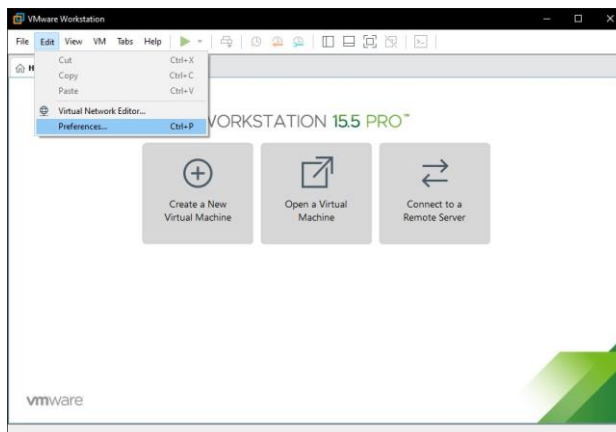 VMware Workstation
File Edit View VM Tabs Help
H
Cut Ctrl+X
Copy Ctrl+C
Paste Ctrl+V
Virtual Network Editor...
Preferences... Ctrl+P
WORKSTATION 15.5 PRO™
Create a New
Virtual Machine
Open a Virtual
Machine
Connect to a
Remote Server
vmware